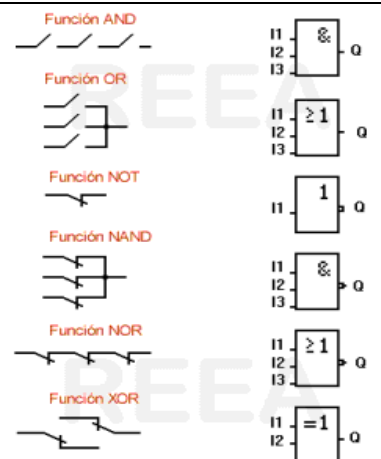 Función AND
I1 & Q
I2
I3
Función OR
I1 ≥1 Q
I2
I3
REEA
Función NOT
I1 1 Q
Función NAND
I1 & Q
I2
I3
Función NOR
I1 ≥1 Q
I2
I3
REEA
Función XOR
I1 =1 Q
I2